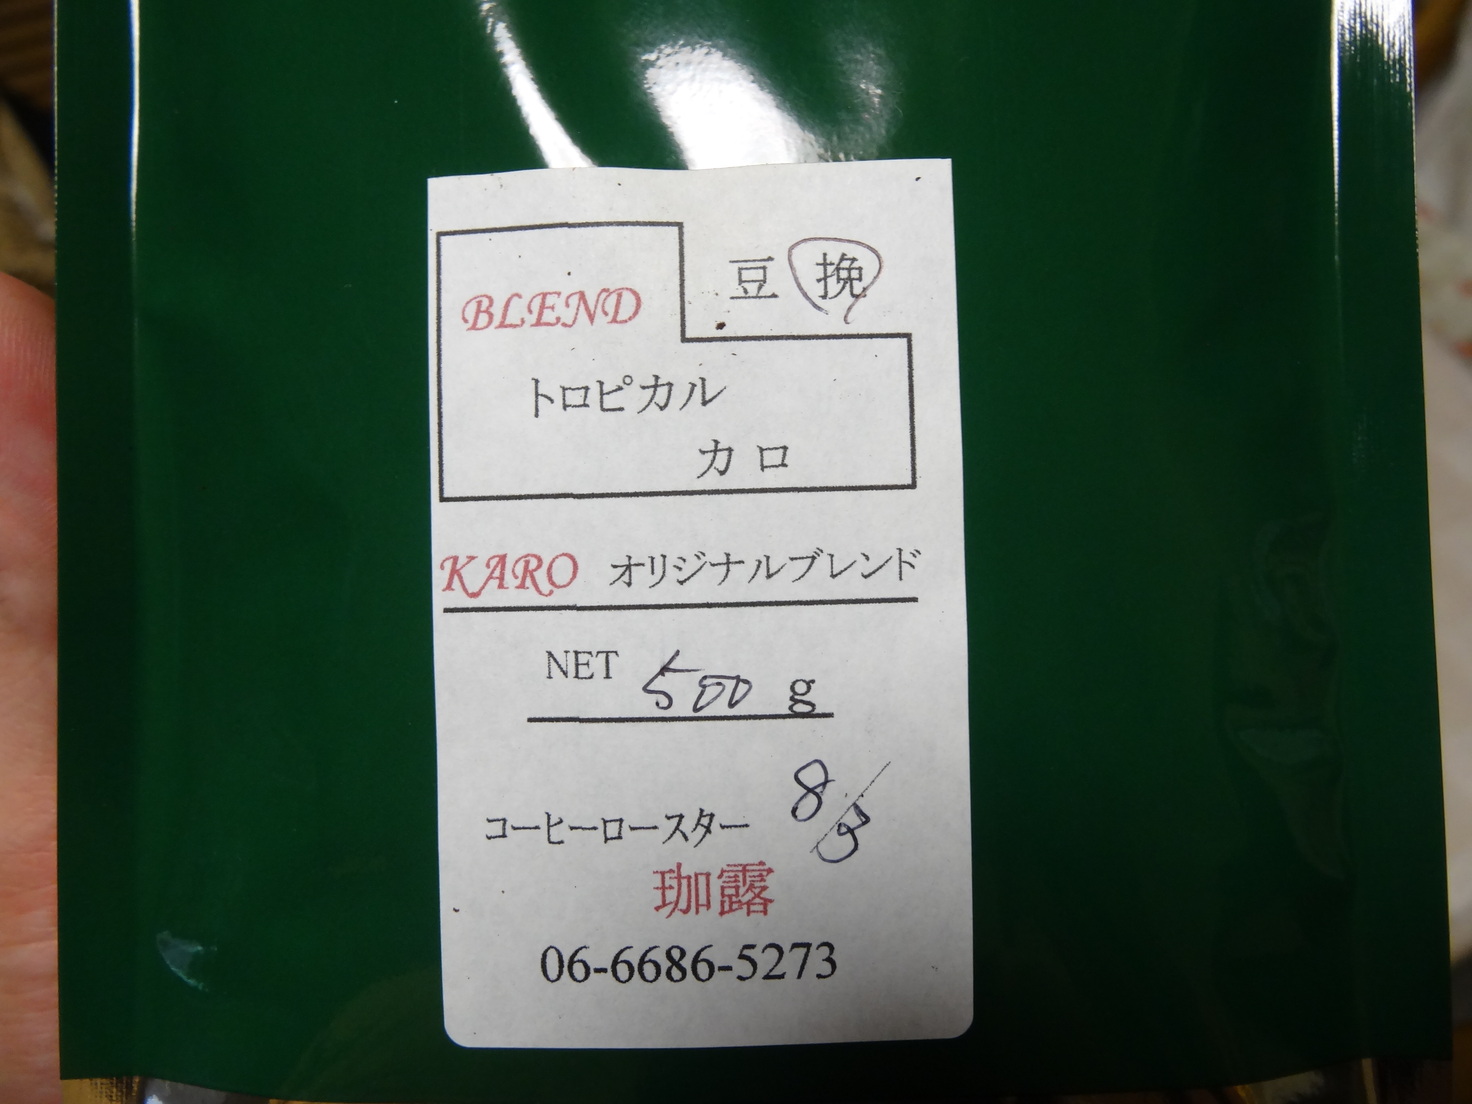 豆 挽
BLEND
トロピカル
カロ
KARO オリジナルブレンド
NET 500 g
8/3
コーヒーロースター
珈露
06-6686-5273